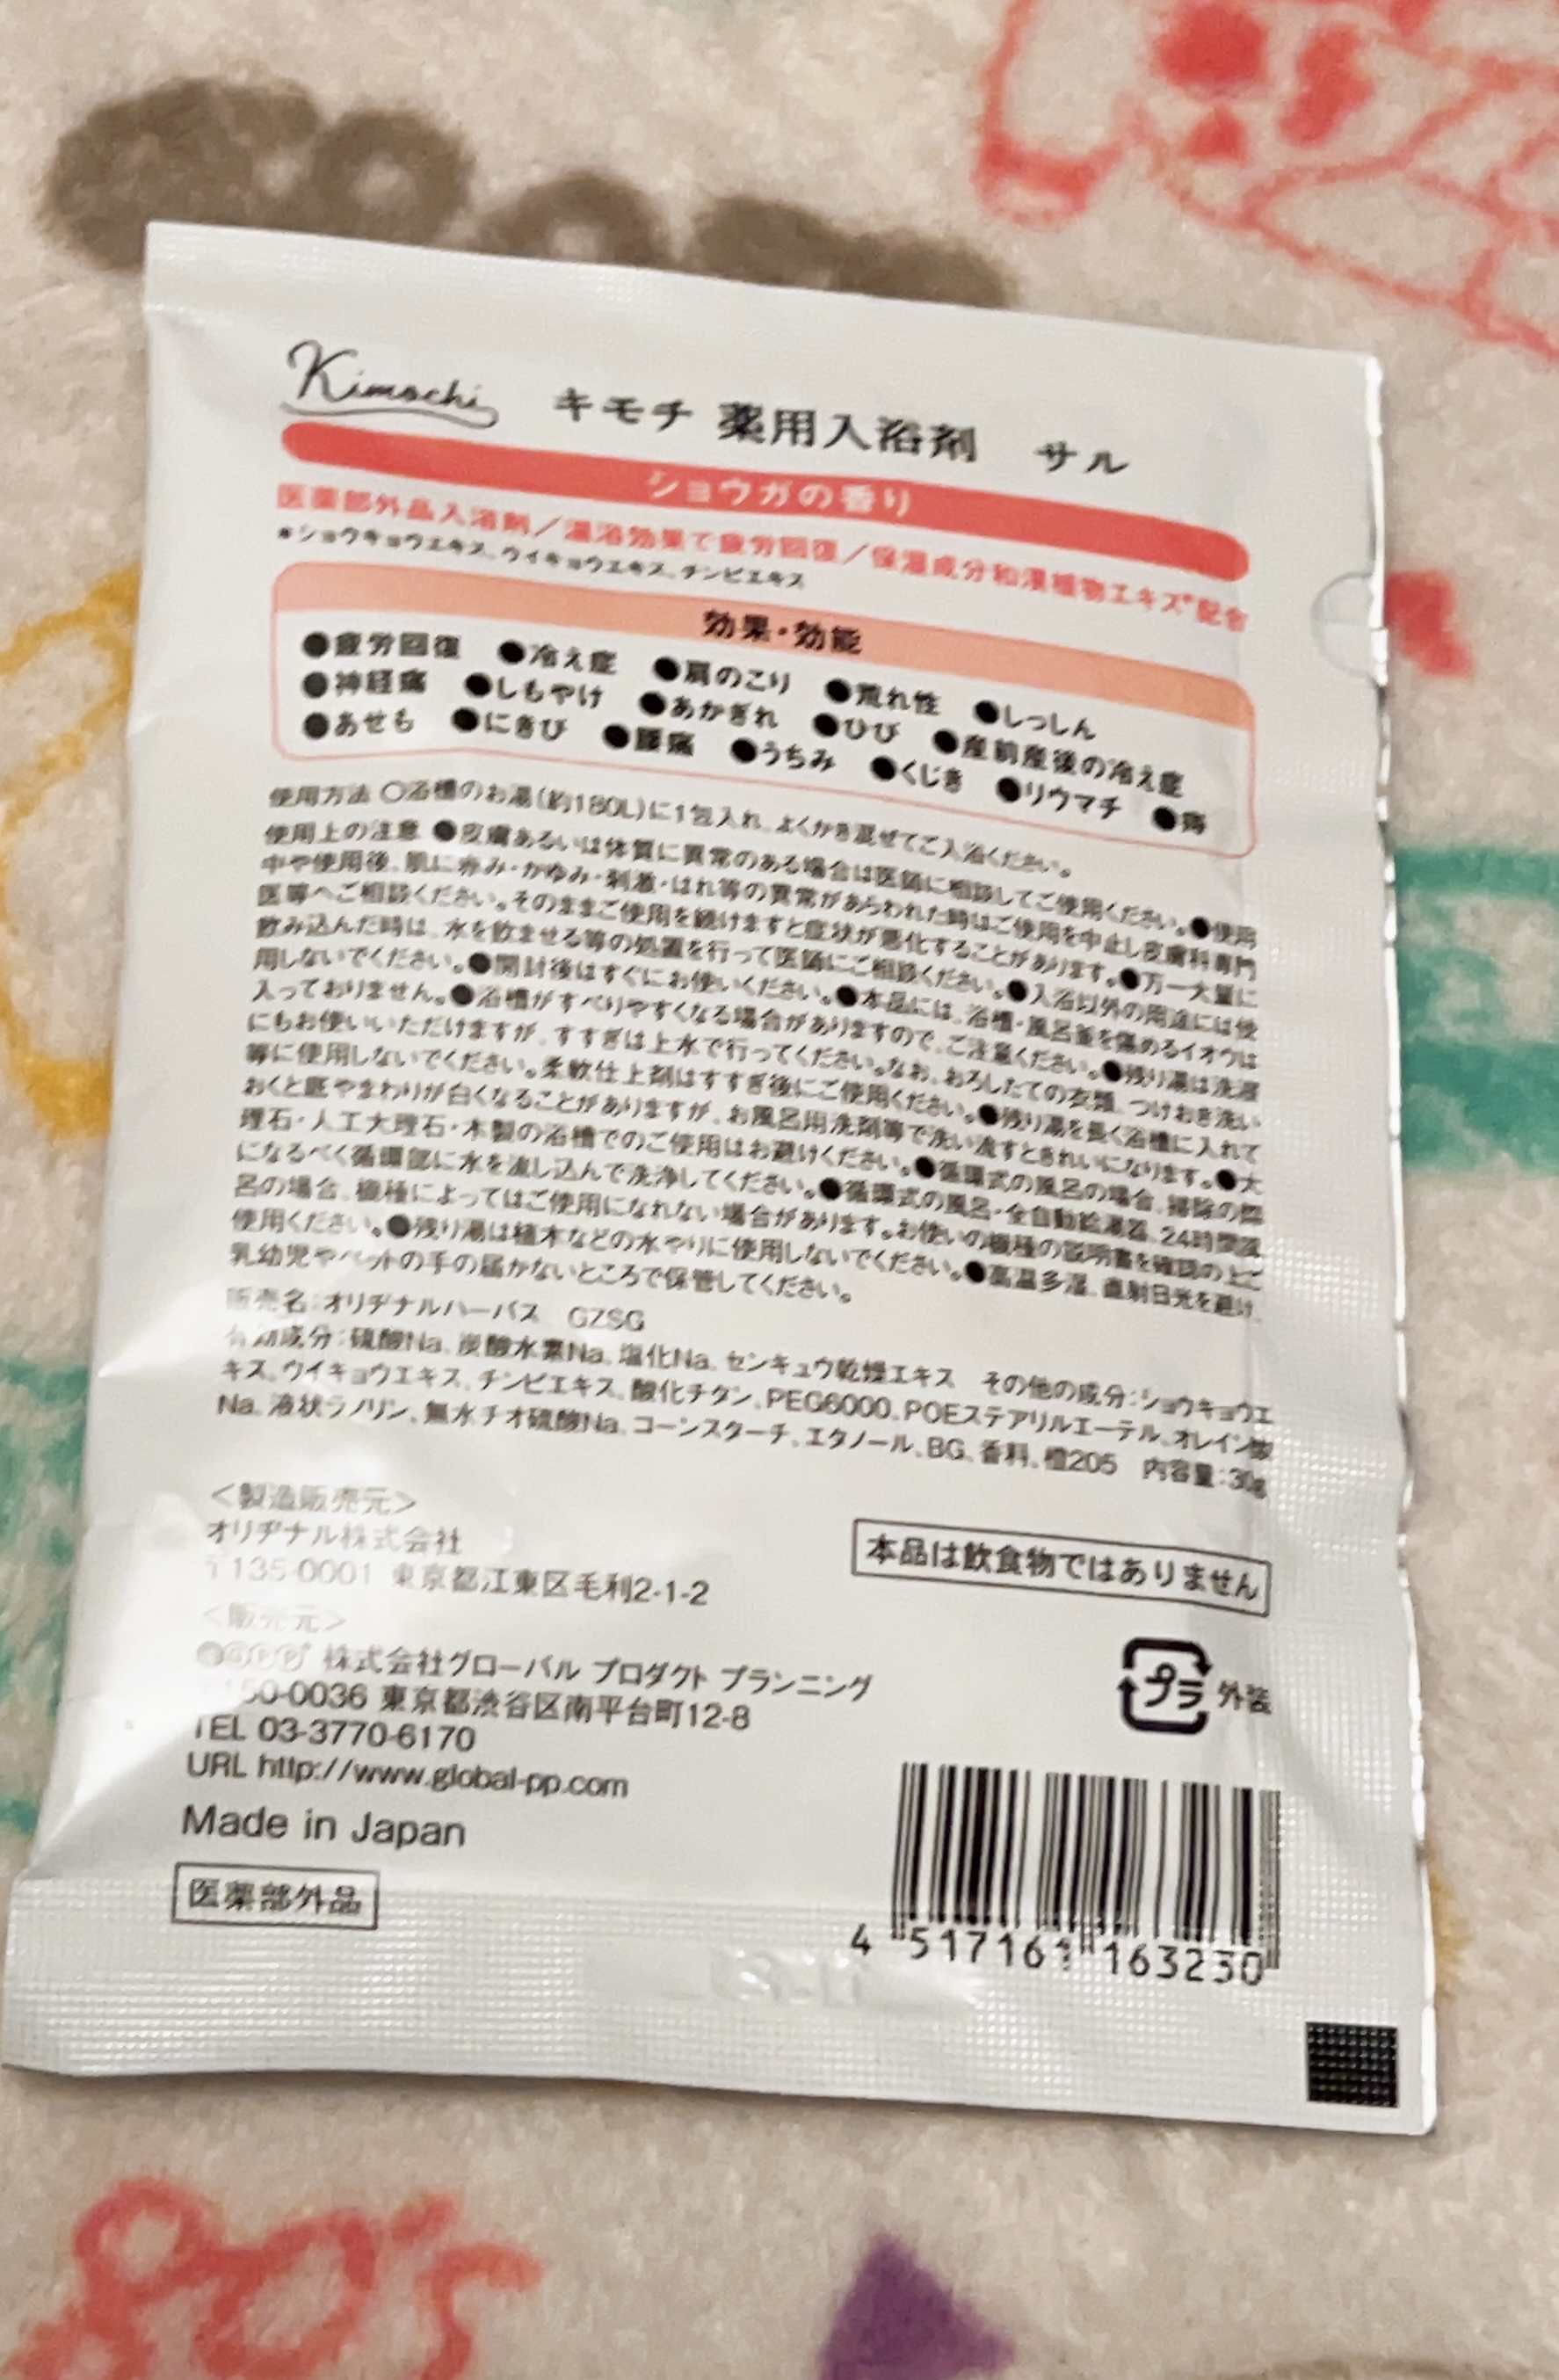 Kimochi キモチ 薬用入浴剤 サル
ショウガの香り
医薬部外品入浴剤／温浴効果で疲労回復／保温成分和漢植物エキス*配合
*ショウキョウエキス、ウイキョウエキス、チンピエキス
効果・効能
●疲労回復 ●冷え症 ●肩のこり ●荒れ性 ●しっしん
●神経痛 ●しもやけ ●あかぎれ ●ひび ●産前産後の冷え症
●あせも ●にきび ●腰痛 ●うちみ ●くじき ●リウマチ ●痔
使用方法 〇浴槽のお湯(約180L)に1包入れ、よくかき混ぜてご入浴ください。
使用上の注意 ●皮膚あるいは体質に異常のある場合は医師に相談してご使用ください。●使用
中や使用後、肌に赤み・かゆみ・刺激・はれ等の異常があらわれた時はご使用を中止し皮膚科専門
医等へご相談ください。そのままご使用を続けますと症状が悪化することがあります。●万一大量に
飲み込んだ時は、水を飲ませる等の処置を行って医師にご相談ください。●入浴以外の用途には使
用しないでください。●開封後はすぐにお使いください。●本品には、浴槽・風呂釜を傷めるイオウは
入っておりません。●浴槽がすべりやすくなる場合がありますので、ご注意ください。●残り湯は洗濯
にもお使いいただけますが、すすぎは上水で行ってください。なお、おろしたての衣類、つけおき洗い
等に使用しないでください。柔軟仕上剤はすすぎ後にご使用ください。●残り湯を長く浴槽に入れて
おくと底やまわりが白くなることがありますが、お風呂用洗剤等で洗い流すときれいになります。●大
理石・人工大理石・木製の浴槽でのご使用はお避けください。●循環式の風呂の場合、掃除の際
になるべく循環部に水を流し込んで洗浄してください。●循環式の風呂・全自動給湯器、24時間風
呂の場合、機種によってはご使用になれない場合があります。お使いの機種の説明書を確認の上ご
使用ください。●残り湯は植木などの水やりに使用しないでください。●高温多湿、直射日光を避け、
乳幼児やペットの手の届かないところで保管してください。
販売名：オリヂナルハーバス GZSG
有効成分：硫酸Na、炭酸水素Na、塩化Na、センキュウ乾燥エキス その他の成分：ショウキョウエ
キス、ウイキョウエキス、チンピエキス、酸化チタン、PEG6000、POEステアリルエーテル、オレイン酸
Na、液状ラノリン、無水チオ硫酸Na、コーンスターチ、エタノール、BG、香料、橙205 内容量：30g
＜製造販売元＞
オリヂナル株式会社
〒135-0001 東京都江東区毛利2-1-2
本品は飲食物ではありません
＜販売元＞
株式会社グローバル プロダクト プランニング
150-0036 東京都渋谷区南平台町12-8
TEL 03-3770-6170
URL http://www.global-pp.com
プラ 外装
Made in Japan
医薬部外品
4 517161 163230
80's